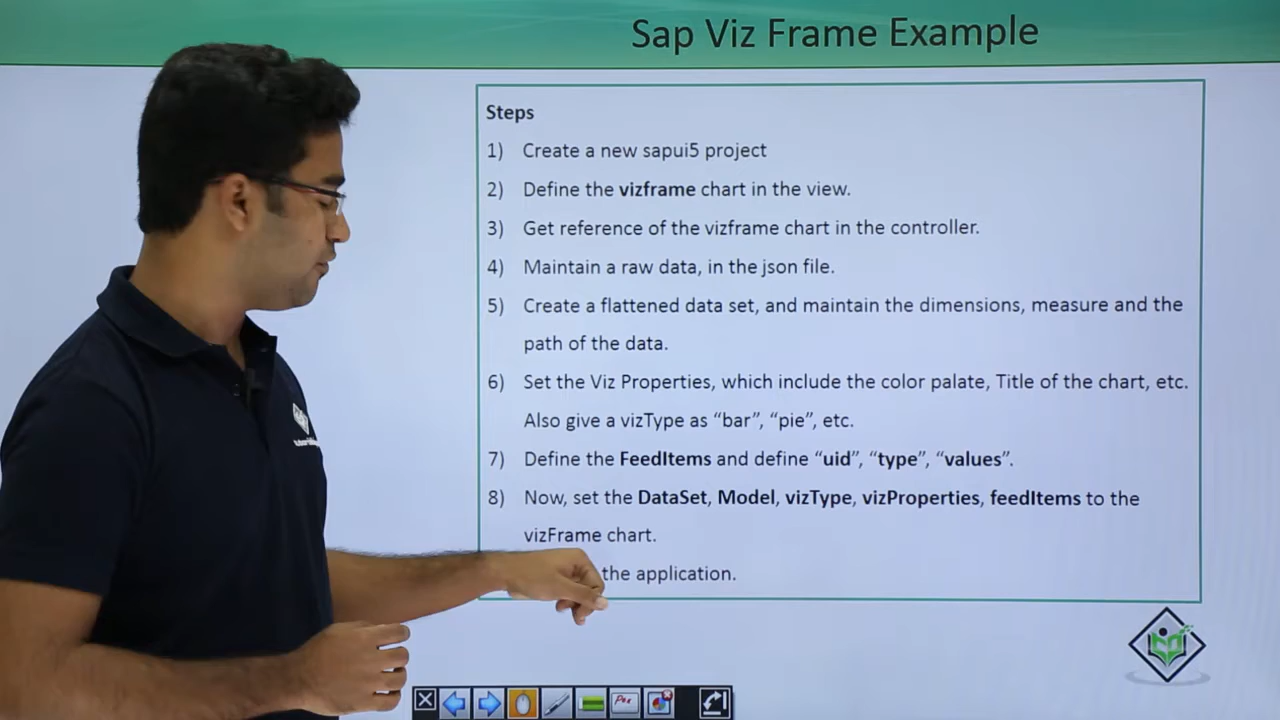 Sap Viz Frame Example
Steps
1) Create a new sapui5 project
2) Define the vizframe chart in the view.
3) Get reference of the vizframe chart in the controller.
4) Maintain a raw data, in the json file.
5) Create a flattened data set, and maintain the dimensions, measure and the
path of the data.
6) Set the Viz Properties, which include the color palate, Title of the chart, etc.
Also give a vizType as “bar”, “pie”, etc.
7) Define the FeedItems and define “uid”, “type”, “values”.
8) Now, set the DataSet, Model, vizType, vizProperties, feedItems to the
vizFrame chart.
the application.